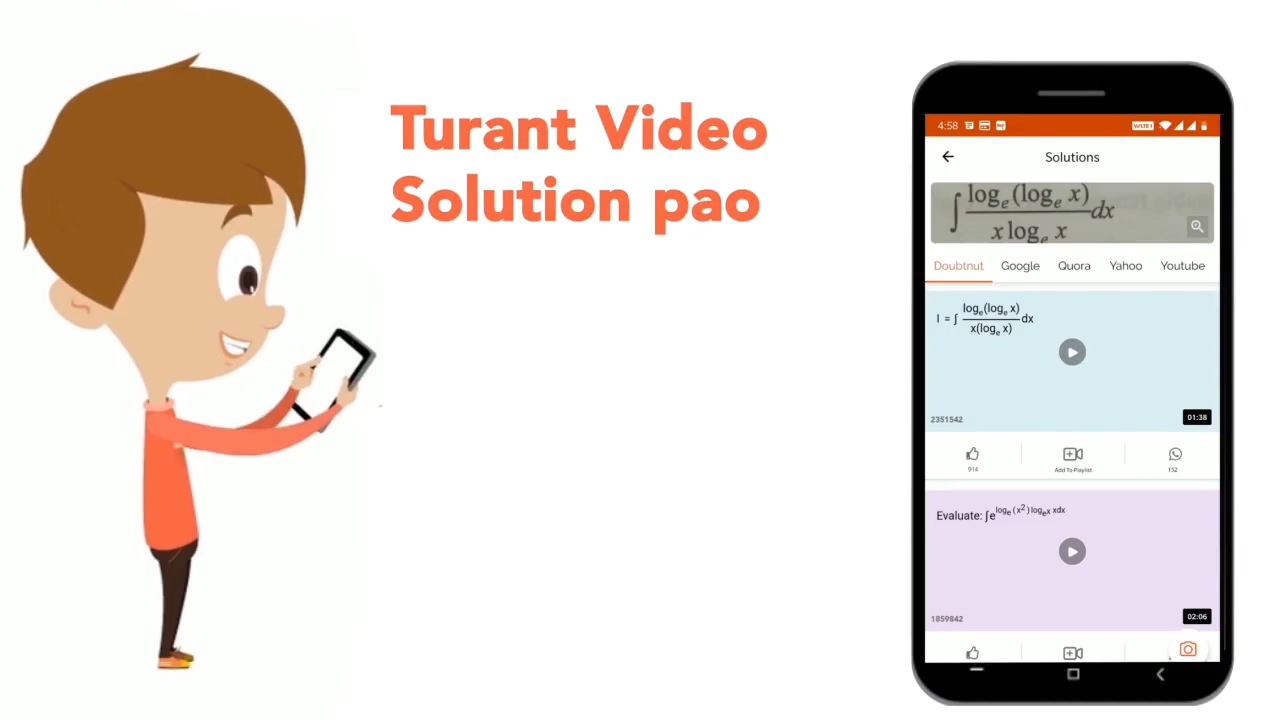 Turant Video
Solution pao
4:58
VoLTE1
Solutions
∫ logₑ(logₑ x) / x logₑ x dx
Doubtnut Google Quora Yahoo Youtube
I = ∫ logₑ(logₑ x) / x(logₑ x) dx
2351542 01:38
914 Add To Playlist 152
Evaluate: ∫e^logₑ(x²)logₑx xdx
1859842 02:06